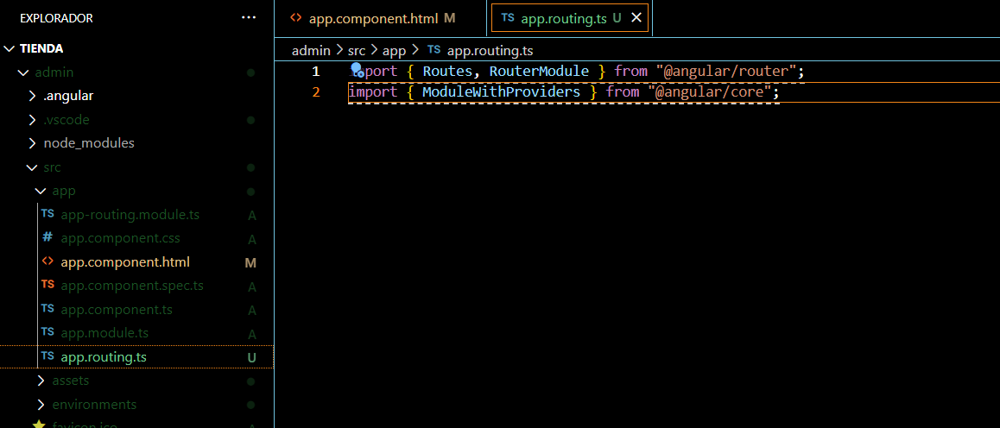 EXPLORADOR ···
TIENDA
admin
.angular
.vscode
node_modules
src
app
TS app-routing.module.ts A
# app.component.css A
<> app.component.html M
TS app.component.spec.ts A
TS app.component.ts A
TS app.module.ts A
TS app.routing.ts U
assets
environments
favicon.ico
<> app.component.html M
TS app.routing.ts U
admin > src > app > TS app.routing.ts
1 import { Routes, RouterModule } from "@angular/router";
2 import { ModuleWithProviders } from "@angular/core";